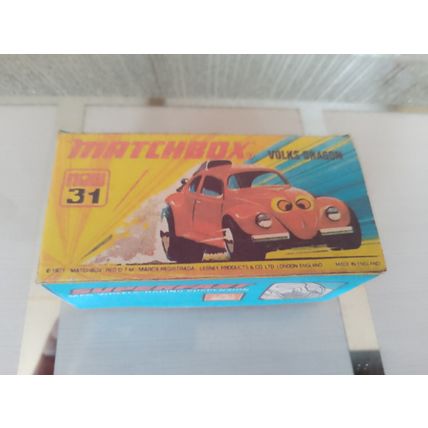 MATCHBOX
VOLKS-DRAGON
new
31
© 1971 MATCHBOX REG'D T.M. MARCA REGISTRADA LESNEY PRODUCTS & CO LTD LONDON ENGLAND MADE IN ENGLAND
SUPERFAST